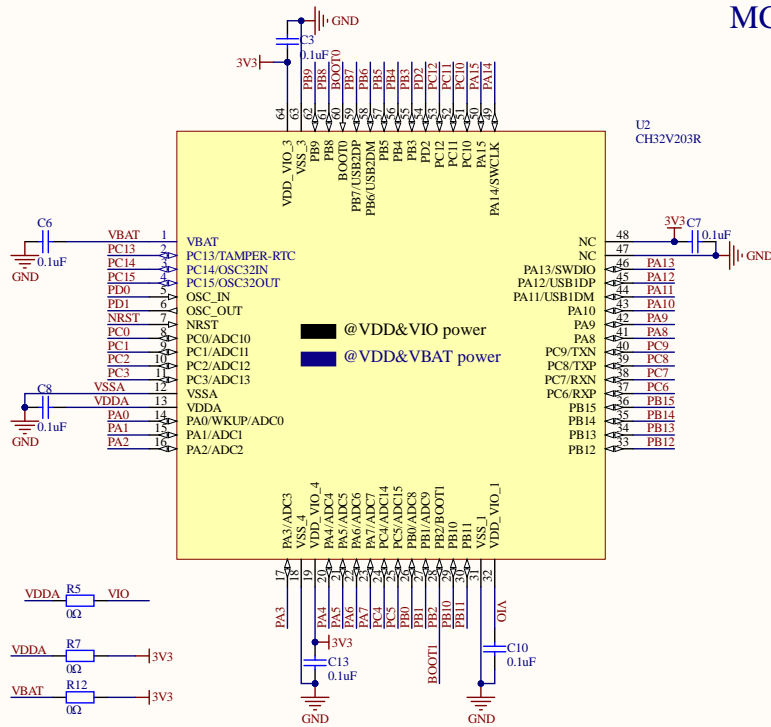 MC
GND
C3
0.1uF
3V3
PB9
PB8
BOOT0
PB7
PB6
PB5
PB4
PB3
PD2
PC12
PC11
PC10
PA15
PA14
64
63
62
61
60
59
58
57
56
55
54
53
52
51
50
49
VDD_VIO_3
VSS_3
PB9
PB8
BOOT0
PB7/USB2DP
PB6/USB2DM
PB5
PB4
PB3
PD2
PC12
PC11
PC10
PA15
PA14/SWCLK
U2
CH32V203R
C6
0.1uF
GND
VBAT 1 VBAT
PC13 2 PC13/TAMPER-RTC
PC14 3 PC14/OSC32IN
PC15 4 PC15/OSC32OUT
PD0 5 OSC_IN
PD1 6 OSC_OUT
NRST 7 NRST
PC0 8 PC0/ADC10
PC1 9 PC1/ADC11
PC2 10 PC2/ADC12
PC3 11 PC3/ADC13
VSSA 12 VSSA
VDDA 13 VDDA
PA0 14 PA0/WKUP/ADC0
PA1 15 PA1/ADC1
PA2 16 PA2/ADC2
C8
0.1uF
GND
@VDD&VIO power
@VDD&VBAT power
3V3
C7
0.1uF
GND
NC 48
NC 47
PA13/SWDIO 46 PA13
PA12/USB1DP 45 PA12
PA11/USB1DM 44 PA11
PA10 43 PA10
PA9 42 PA9
PA8 41 PA8
PC9/TXN 40 PC9
PC8/TXP 39 PC8
PC7/RXN 38 PC7
PC6/RXP 37 PC6
PB15 36 PB15
PB14 35 PB14
PB13 34 PB13
PB12 33 PB12
PA3/ADC3
VSS_4
VDD_VIO_4
PA4/ADC4
PA5/ADC5
PA6/ADC6
PA7/ADC7
PC4/ADC14
PC5/ADC15
PB0/ADC8
PB1/ADC9
PB2/BOOT1
PB10
PB11
VSS_1
VDD_VIO_1
17
18
19
20
21
22
23
24
25
26
27
28
29
30
31
32
PA3
PA4
PA5
PA6
PA7
PC4
PC5
PB0
PB1
PB2
PB10
PB11
VIO
BOOT1
3V3
C13
0.1uF
GND
C10
0.1uF
GND
VDDA R5 VIO
0Ω
VDDA R7 3V3
0Ω
VBAT R12 3V3
0Ω